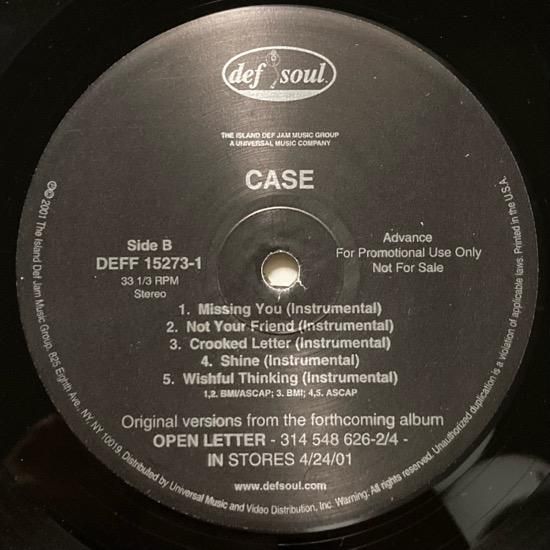 def soul.
THE ISLAND DEF JAM MUSIC GROUP
A UNIVERSAL MUSIC COMPANY
CASE
Side B
DEFF 15273-1
33 1/3 RPM
Stereo
Advance
For Promotional Use Only
Not For Sale
1. Missing You (Instrumental)
2. Not Your Friend (Instrumental)
3. Crooked Letter (Instrumental)
4. Shine (Instrumental)
5. Wishful Thinking (Instrumental)
1,2. BMI/ASCAP; 3. BMI; 4,5. ASCAP
Original versions from the forthcoming album
OPEN LETTER - 314 548 626-2/4 -
IN STORES 4/24/01
www.defsoul.com
℗© 2001 The Island Def Jam Music Group, 825 Eighth Ave., NY, NY 10019. Distributed by Universal Music and Video Distribution, Inc. Warning: All rights reserved. Unauthorized duplication is a violation of applicable laws. Printed in the U.S.A.